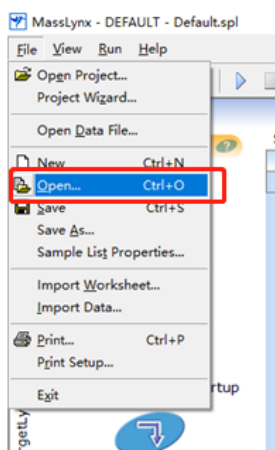 MassLynx - DEFAULT - Default.spl
File View Run Help
Open Project...
Project Wizard...
Open Data File...
New Ctrl+N
Open... Ctrl+O
Save Ctrl+S
Save As...
Sample List Properties...
Import Worksheet...
Import Data...
Print... Ctrl+P
Print Setup...
Exit
rtup
getLy